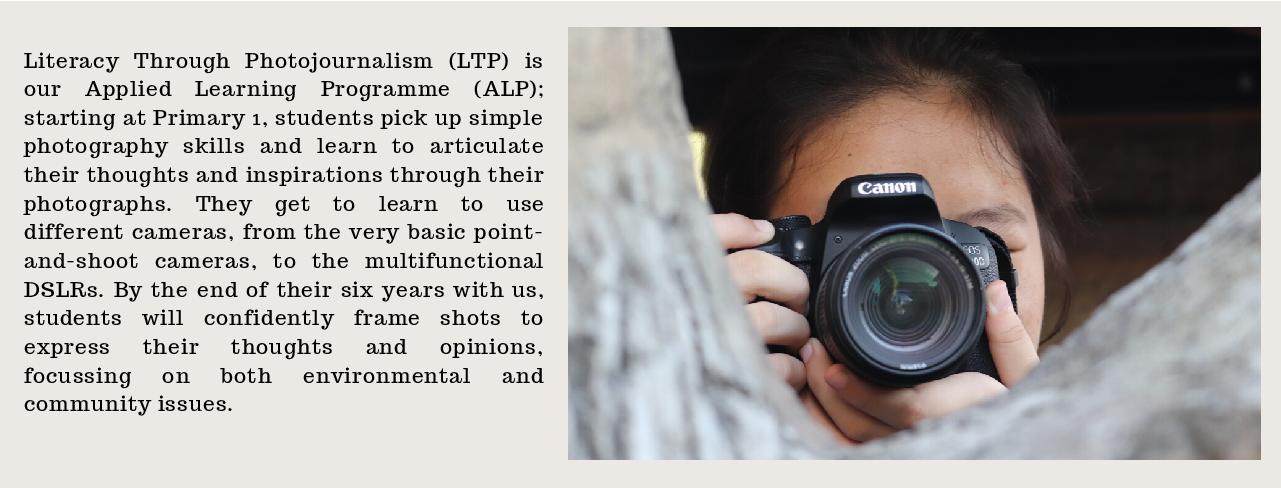 Literacy Through Photojournalism (LTP) is
our Applied Learning Programme (ALP);
starting at Primary 1, students pick up simple
photography skills and learn to articulate
their thoughts and inspirations through their
photographs. They get to learn to use
different cameras, from the very basic point-
and-shoot cameras, to the multifunctional
DSLRs. By the end of their six years with us,
students will confidently frame shots to
express their thoughts and opinions,
focussing on both environmental and
community issues.
Canon
EOS